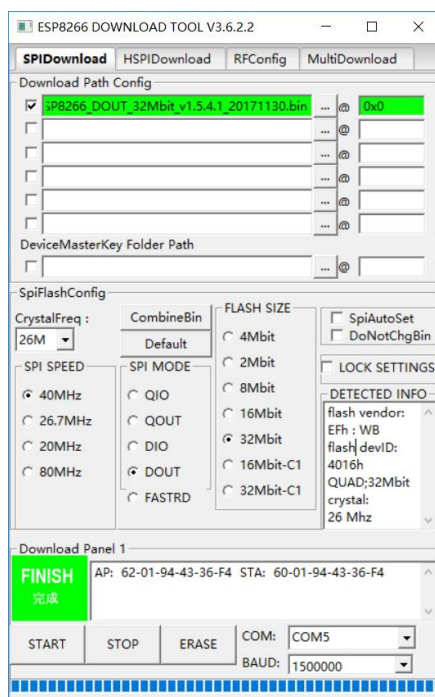 ESP8266 DOWNLOAD TOOL V3.6.2.2
SPIDownload HSPIDownload RFConfig MultiDownload
Download Path Config
SP8266_DOUT_32Mbit_v1.5.4.1_20171130.bin ... @ 0x0
... @
... @
... @
... @
... @
DeviceMasterKey Folder Path
... @
SpiFlashConfig
CrystalFreq :
26M
CombineBin
Default
SPI SPEED
40MHz
26.7MHz
20MHz
80MHz
SPI MODE
QIO
QOUT
DIO
DOUT
FASTRD
FLASH SIZE
4Mbit
2Mbit
8Mbit
16Mbit
32Mbit
16Mbit-C1
32Mbit-C1
SpiAutoSet
DoNotChgBin
LOCK SETTINGS
DETECTED INFO
flash vendor:
EFh : WB
flash devID:
4016h
QUAD;32Mbit
crystal:
26 Mhz
Download Panel 1
FINISH
完成
AP: 62-01-94-43-36-F4 STA: 60-01-94-43-36-F4
START STOP ERASE
COM: COM5
BAUD: 1500000